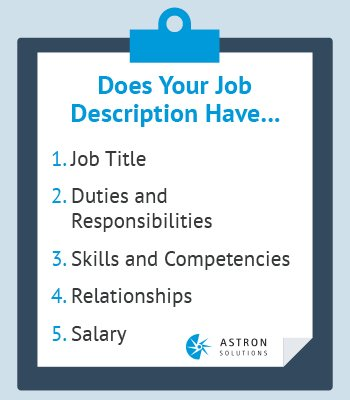 Does Your Job
Description Have...
1. Job Title
2. Duties and
Responsibilities
3. Skills and Competencies
4. Relationships
5. Salary
ASTRON
SOLUTIONS